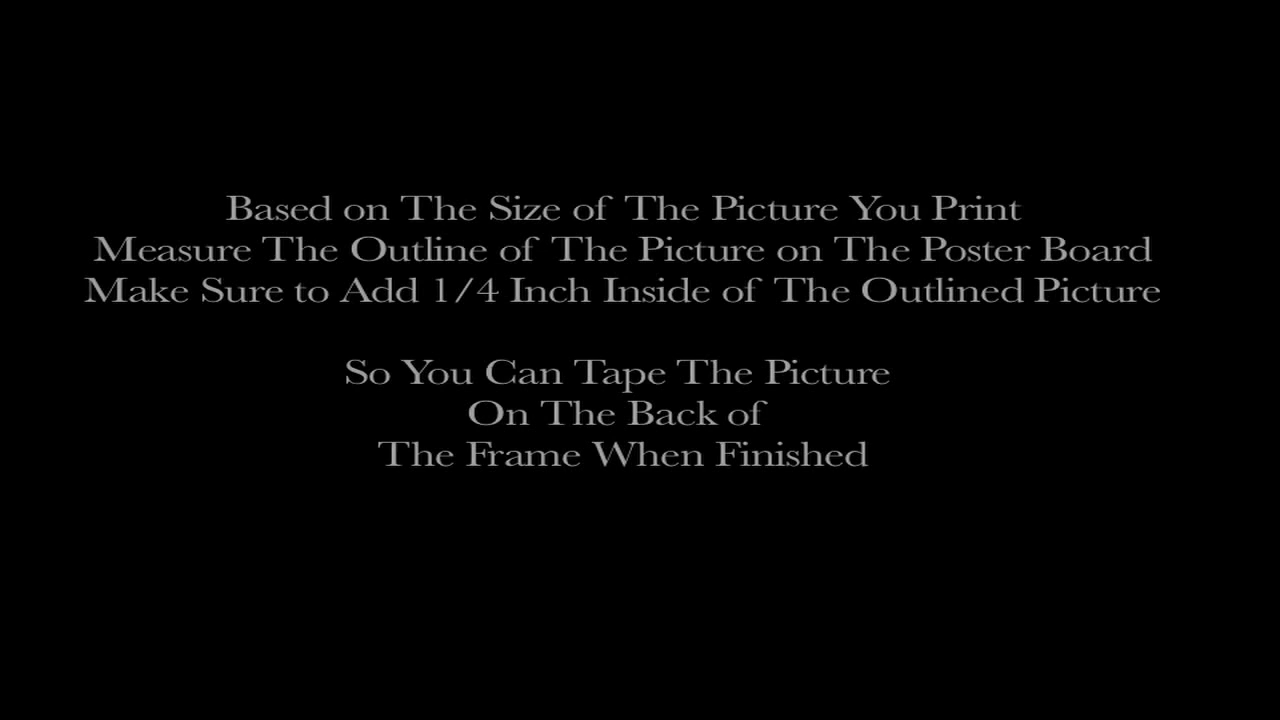 Based on The Size of The Picture You Print
Measure The Outline of The Picture on The Poster Board
Make Sure to Add 1/4 Inch Inside of The Outlined Picture
So You Can Tape The Picture
On The Back of
The Frame When Finished